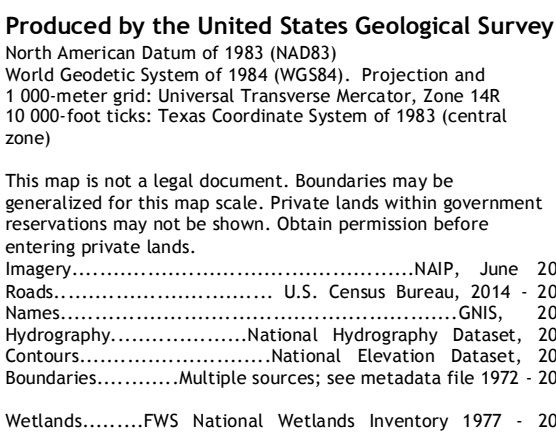 Produced by the United States Geological Survey
North American Datum of 1983 (NAD83)
World Geodetic System of 1984 (WGS84). Projection and
1 000-meter grid: Universal Transverse Mercator, Zone 14R
10 000-foot ticks: Texas Coordinate System of 1983 (central
zone)
This map is not a legal document. Boundaries may be
generalized for this map scale. Private lands within government
reservations may not be shown. Obtain permission before
entering private lands.
Imagery.............................................NAIP, June 20
Roads............................. U.S. Census Bureau, 2014 - 20
Names....................................................GNIS, 20
Hydrography..................National Hydrography Dataset, 20
Contours.........................National Elevation Dataset, 20
Boundaries............Multiple sources; see metadata file 1972 - 20
Wetlands.........FWS National Wetlands Inventory 1977 - 20